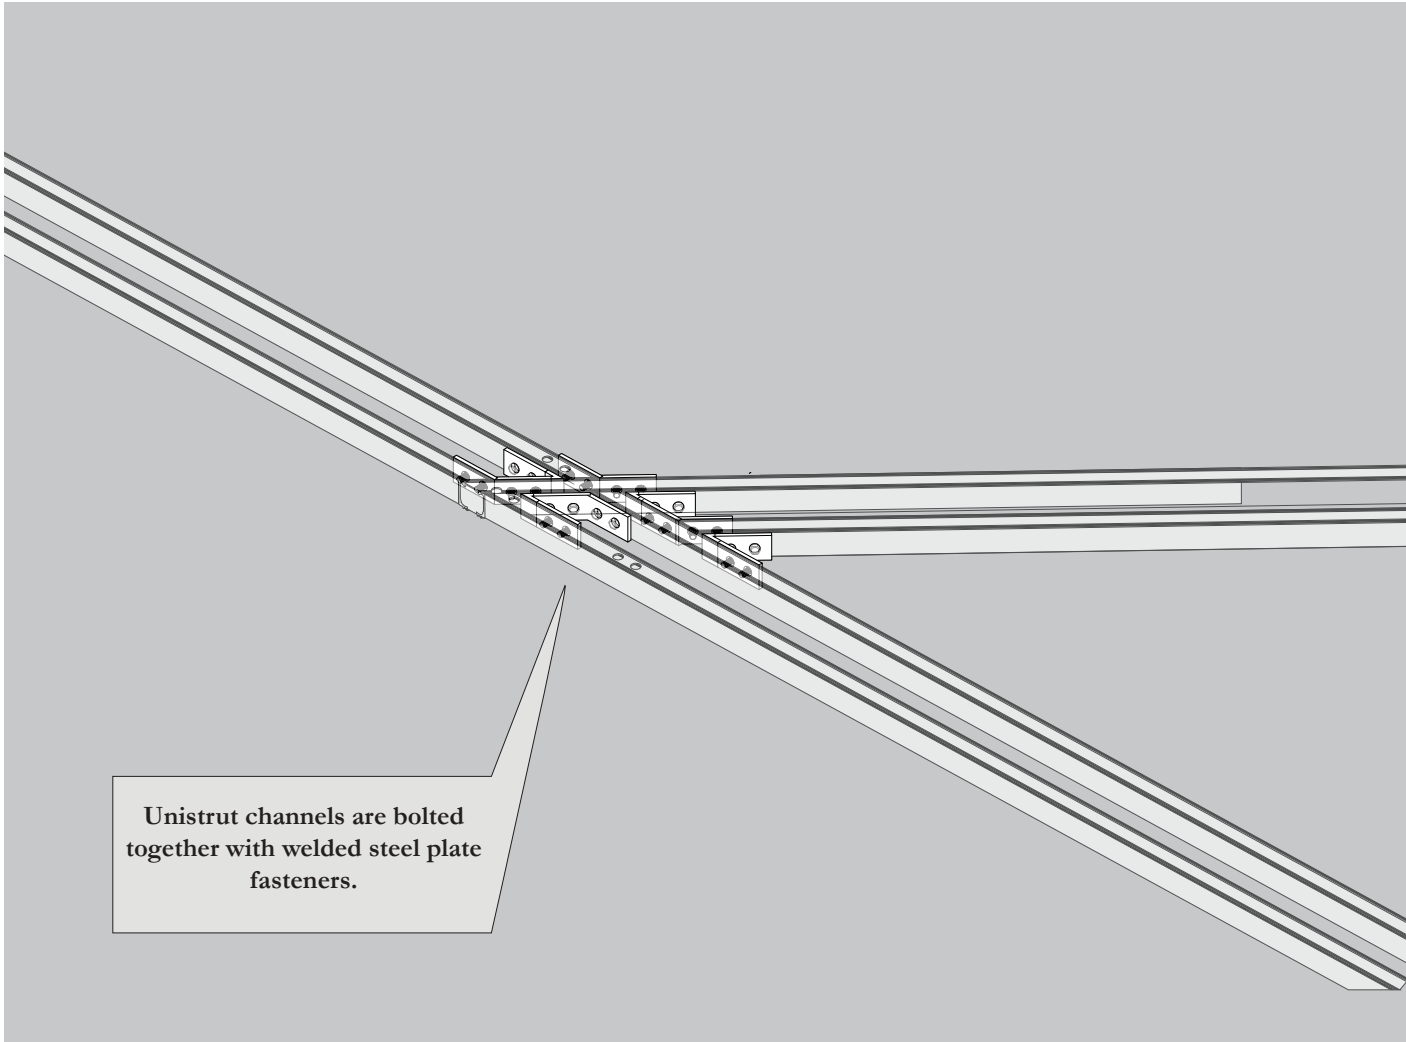 Unistrut channels are bolted
together with welded steel plate
fasteners.